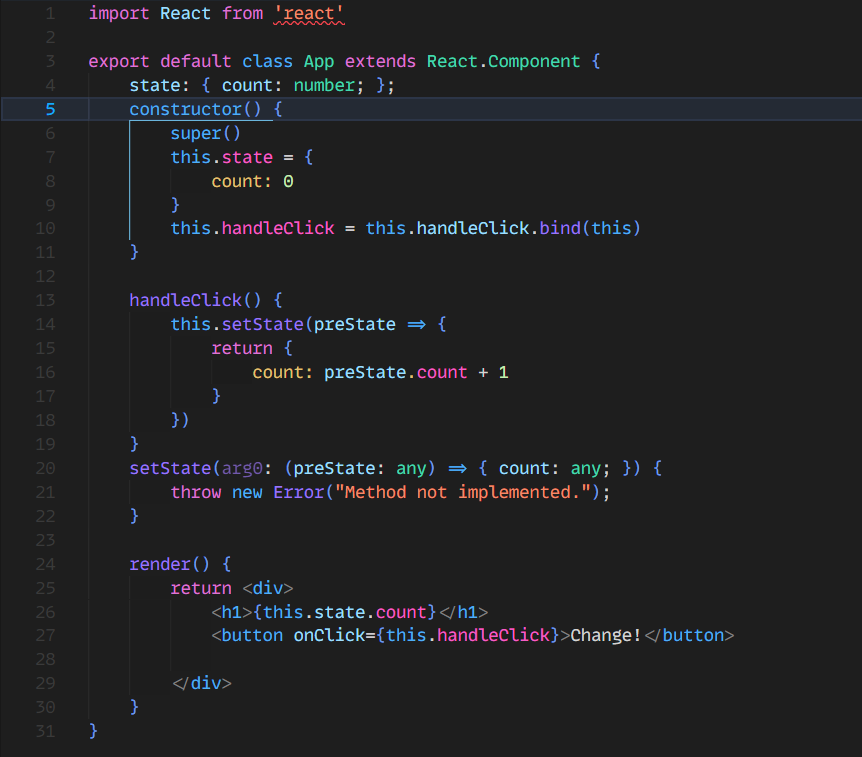 1 import React from 'react'
2
3 export default class App extends React.Component {
4 state: { count: number; };
5 constructor() {
6 super()
7 this.state = {
8 count: 0
9 }
10 this.handleClick = this.handleClick.bind(this)
11 }
12
13 handleClick() {
14 this.setState(preState => {
15 return {
16 count: preState.count + 1
17 }
18 })
19 }
20 setState(arg0: (preState: any) => { count: any; }) {
21 throw new Error("Method not implemented.");
22 }
23
24 render() {
25 return <div>
26 <h1>{this.state.count}</h1>
27 <button onClick={this.handleClick}>Change!</button>
28
29 </div>
30 }
31 }